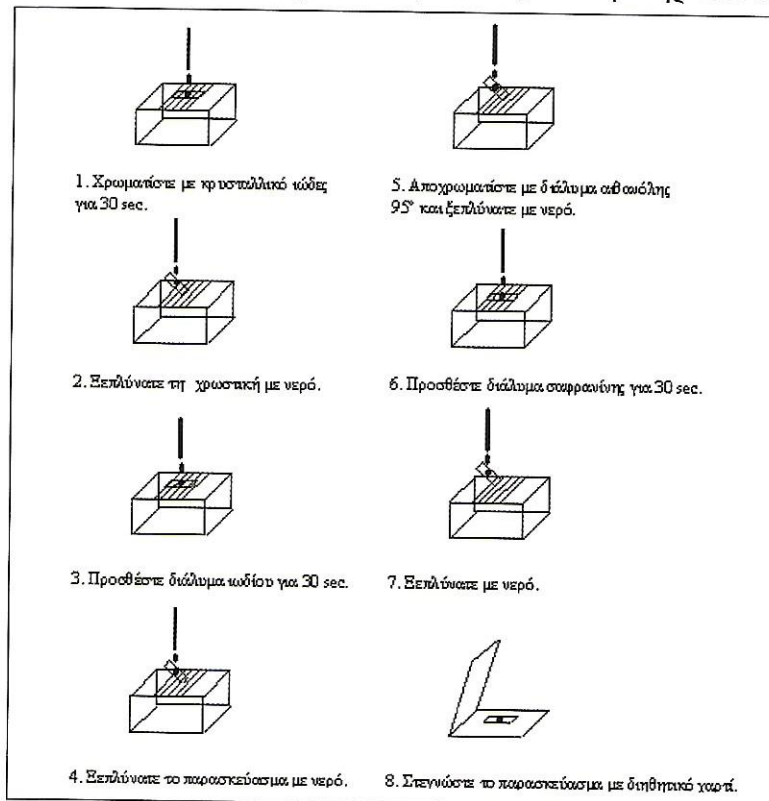 1. Χρωματίστε με κρυσταλλικό ιώδες
για 30 sec.
2. Ξεπλύνατε τη χρωστική με νερό.
3. Προσθέστε διάλυμα ιωδίου για 30 sec.
4. Ξεπλύνατε το παρασκεύασμα με νερό.
5. Αποχρωματίστε με διάλυμα αιθανόλης
95° και ξεπλύνατε με νερό.
6. Προσθέστε διάλυμα σαφρανίνης για 30 sec.
7. Ξεπλύνατε με νερό.
8. Στεγνώστε το παρασκεύασμα με διηθητικό χαρτί.